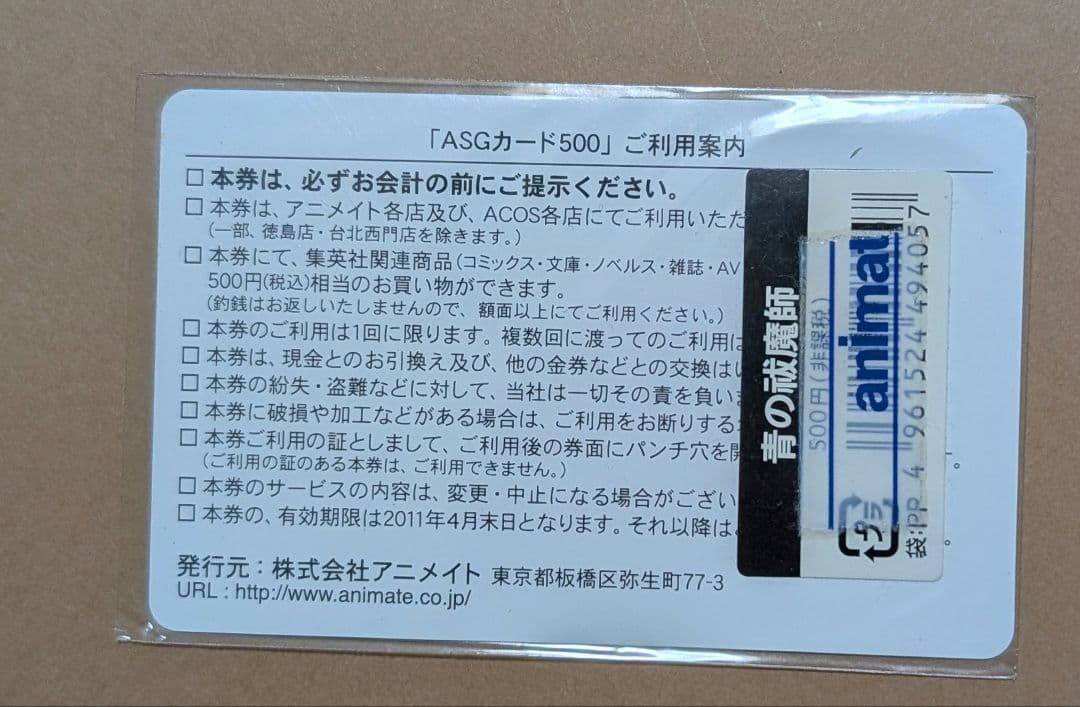 「ASGカード500」ご利用案内
□本券は、必ずお会計の前にご提示ください。
□本券は、アニメイト各店及び、ACOS各店にてご利用いただ
(一部、徳島店・台北西門店を除きます。)
□本券にて、集英社関連商品(コミックス・文庫・ノベルス・雑誌・AV
500円(税込)相当のお買い物ができます。
(釣銭はお返しいたしませんので、額面以上にてご利用ください。)
□本券のご利用は1回に限ります。複数回に渡ってのご利用は
□本券は、現金とのお引換え及び、他の金券などとの交換は
□本券の紛失・盗難などに対して、当社は一切その責を負い
□本券に破損や加工などがある場合は、ご利用をお断りする
□本券ご利用の証としまして、ご利用後の券面にパンチ穴を
(ご利用の証のある本券は、ご利用できません。)
□本券のサービスの内容は、変更・中止になる場合がござい
□本券の、有効期限は2011年4月末日となります。それ以降は
発行元:株式会社アニメイト 東京都板橋区弥生町77-3
URL:http://www.animate.co.jp/
青の祓魔師
500円(非課税)
animat
4 961524 494057
プラ
袋:PP